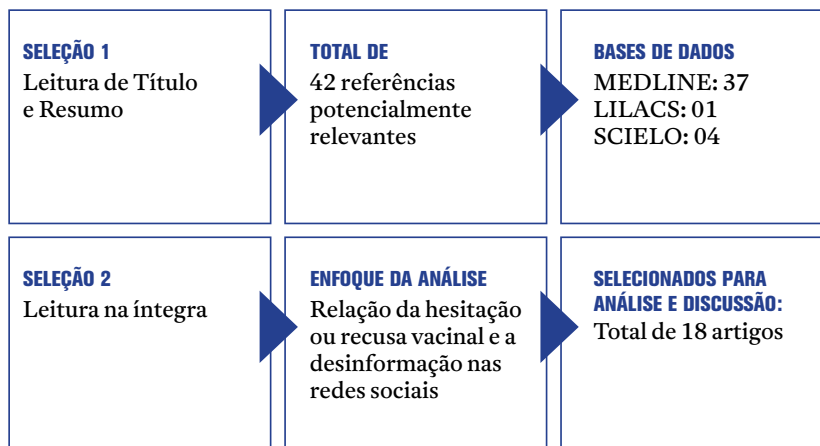 SELEÇÃO 1
Leitura de Título
e Resumo
TOTAL DE
42 referências
potencialmente
relevantes
BASES DE DADOS
MEDLINE: 37
LILACS: 01
SCIELO: 04
SELEÇÃO 2
Leitura na íntegra
ENFOQUE DA ANÁLISE
Relação da hesitação
ou recusa vacinal e a
desinformação nas
redes sociais
SELECIONADOS PARA
ANÁLISE E DISCUSSÃO:
Total de 18 artigos